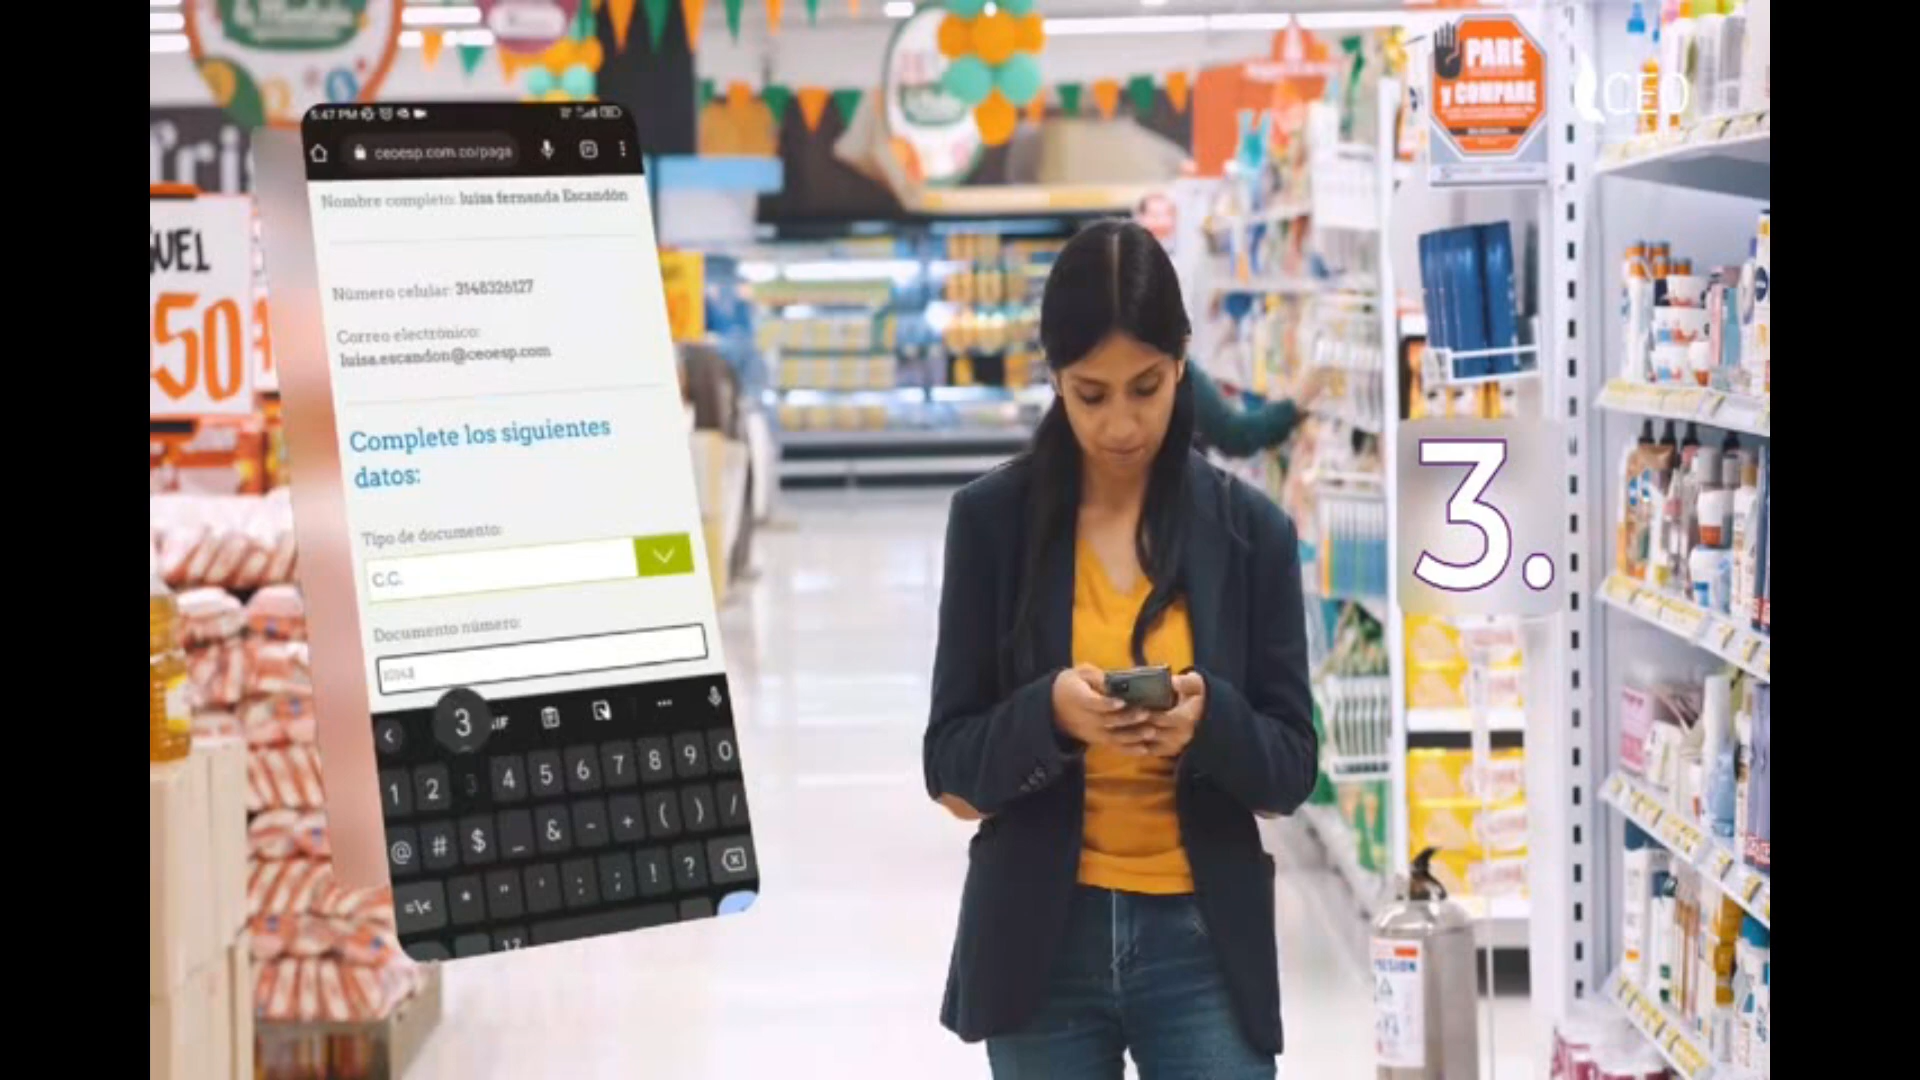 PARE
y COMPARE
CEO
5:47 PM
ceoesp.com.co/paga
Nombre completo: luisa fernanda Escandón
UEL
50
Número celular: 3148326127
Correo electrónico:
luisa.escandon@ceoesp.com
Complete los siguientes
datos:
Tipo de documento:
C.C.
Documento número:
3.
3
1 2 3 4 5 6 7 8 9 0
@ # $ _ & - + ( ) /
=\< * " ' : ; ! ?